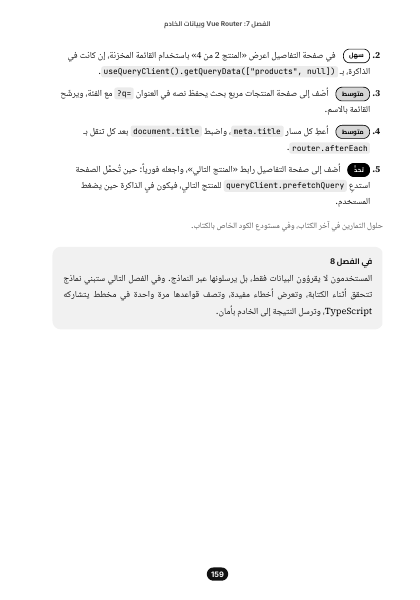 الفصل 7: Vue Router وبيانات الخادم
2. سهل في صفحة التفاصيل اعرض «المنتج 2 من 4» باستخدام القائمة المخزنة، إن كانت في
الذاكرة، بـ useQueryClient().getQueryData(["products", null]).
3. متوسط أضف إلى صفحة المنتجات مربع بحث يحفظ نصه في العنوان ?q= مع الفئة، ويرشّح
القائمة بالاسم.
4. متوسط أعطِ كل مسار meta.title، واضبط document.title بعد كل تنقل بـ
router.afterEach.
5. تحدٍّ أضف إلى صفحة التفاصيل رابط «المنتج التالي»، واجعله فورياً: حين تُحمَّل الصفحة
استدعِ queryClient.prefetchQuery للمنتج التالي، فيكون في الذاكرة حين يضغط
المستخدم.
حلول التمارين في آخر الكتاب، وفي مستودع الكود الخاص بالكتاب.
في الفصل 8
المستخدمون لا يقرؤون البيانات فقط، بل يرسلونها عبر النماذج. وفي الفصل التالي ستبني نماذج
تتحقق أثناء الكتابة، وتعرض أخطاء مفيدة، وتصف قواعدها مرة واحدة في مخطط يتشاركه
TypeScript، وترسل النتيجة إلى الخادم بأمان.
159